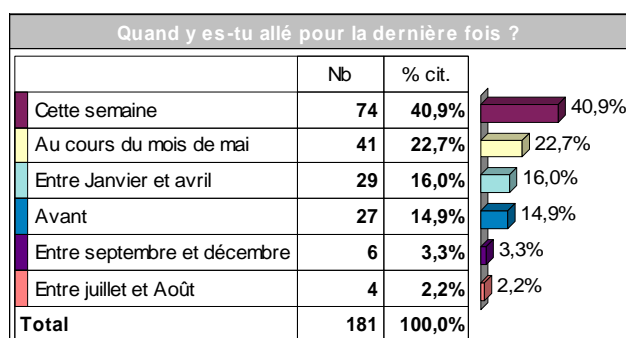 Quand y es-tu allé pour la dernière fois ?
Nb % cit.
Cette semaine 74 40,9% 40,9%
Au cours du mois de mai 41 22,7% 22,7%
Entre Janvier et avril 29 16,0% 16,0%
Avant 27 14,9% 14,9%
Entre septembre et décembre 6 3,3% 3,3%
Entre juillet et Août 4 2,2% 2,2%
Total 181 100,0%